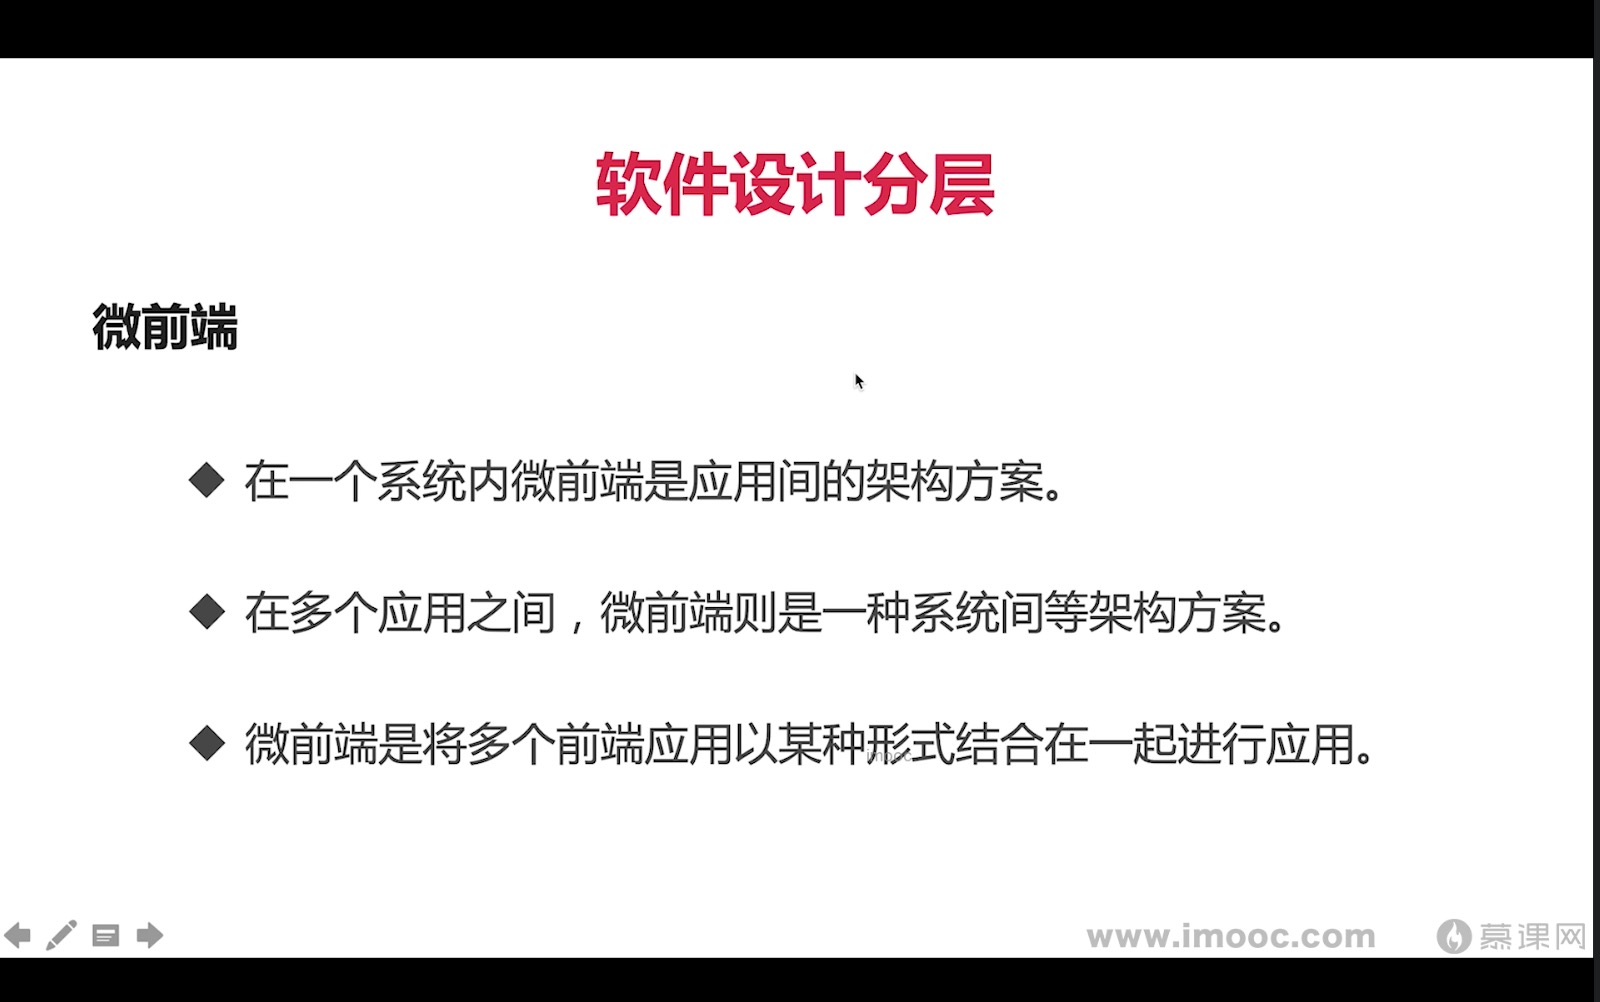 软件设计分层
微前端
在一个系统内微前端是应用间的架构方案。
在多个应用之间，微前端则是一种系统间等架构方案。
微前端是将多个前端应用以某种形式结合在一起进行应用。
imooc
www.imooc.com
慕课网